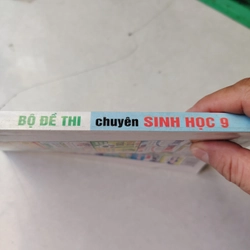 BỘ ĐỀ THI chuyên SINH HỌC 9